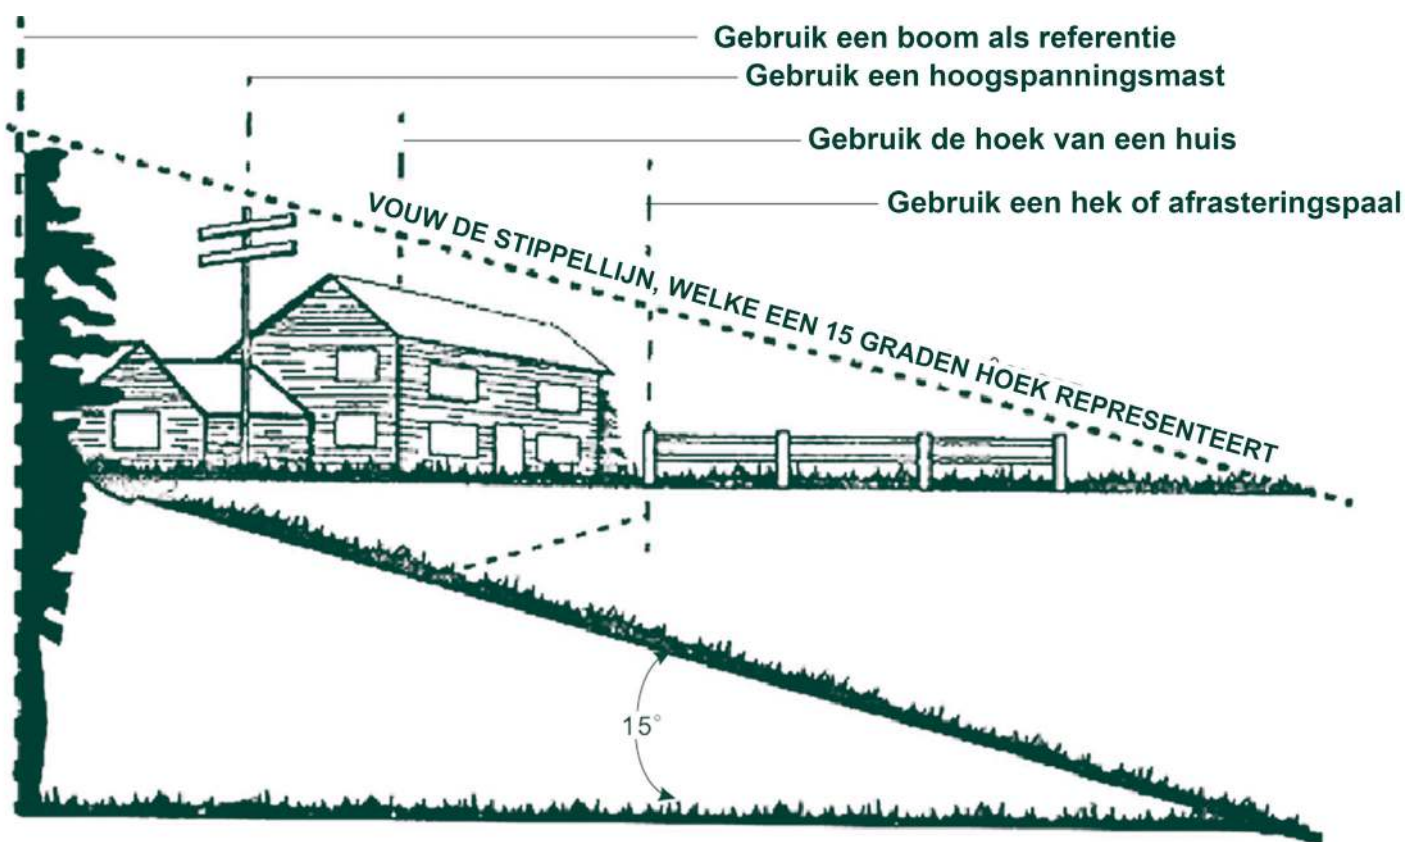 Gebruik een boom als referentie
Gebruik een hoogspanningsmast
Gebruik de hoek van een huis
Gebruik een hek of afrasteringspaal
VOUW DE STIPPELLIJN, WELKE EEN 15 GRADEN HOEK REPRESENTEERT
15°